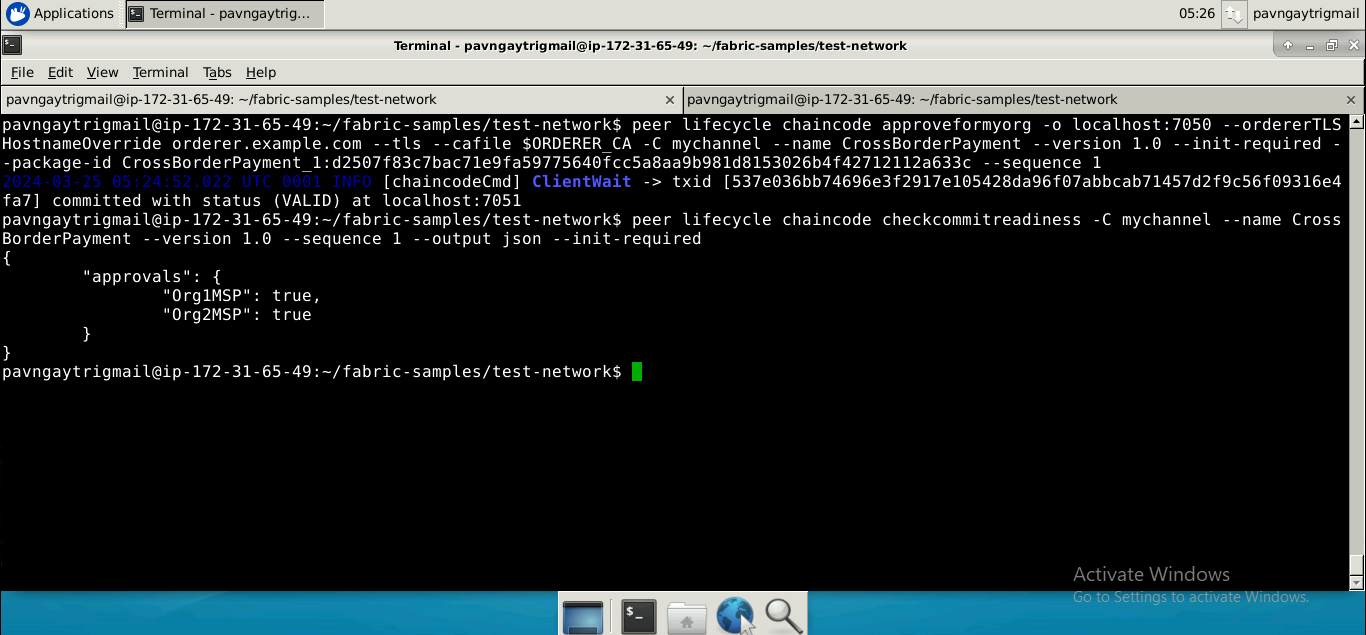 Applications
Terminal - pavngaytrig...
05:26
pavngaytrigmail
Terminal - pavngaytrigmail@ip-172-31-65-49: ~/fabric-samples/test-network
File Edit View Terminal Tabs Help
pavngaytrigmail@ip-172-31-65-49: ~/fabric-samples/test-network
pavngaytrigmail@ip-172-31-65-49: ~/fabric-samples/test-network
pavngaytrigmail@ip-172-31-65-49:~/fabric-samples/test-network$ peer lifecycle chaincode approveformyorg -o localhost:7050 --ordererTLS
HostnameOverride orderer.example.com --tls --cafile $ORDERER_CA -C mychannel --name CrossBorderPayment --version 1.0 --init-required -
-package-id CrossBorderPayment_1:d2507f83c7bac71e9fa59775640fcc5a8aa9b981d8153026b4f42712112a633c --sequence 1
2024-03-25 05:24:52.022 UTC 0001 INFO [chaincodeCmd] ClientWait -> txid [537e036bb74696e3f2917e105428da96f07abbcab71457d2f9c56f09316e4
fa7] committed with status (VALID) at localhost:7051
pavngaytrigmail@ip-172-31-65-49:~/fabric-samples/test-network$ peer lifecycle chaincode checkcommitreadiness -C mychannel --name Cross
BorderPayment --version 1.0 --sequence 1 --output json --init-required
{
"approvals": {
"Org1MSP": true,
"Org2MSP": true
}
}
pavngaytrigmail@ip-172-31-65-49:~/fabric-samples/test-network$
Activate Windows
Go to Settings to activate Windows.